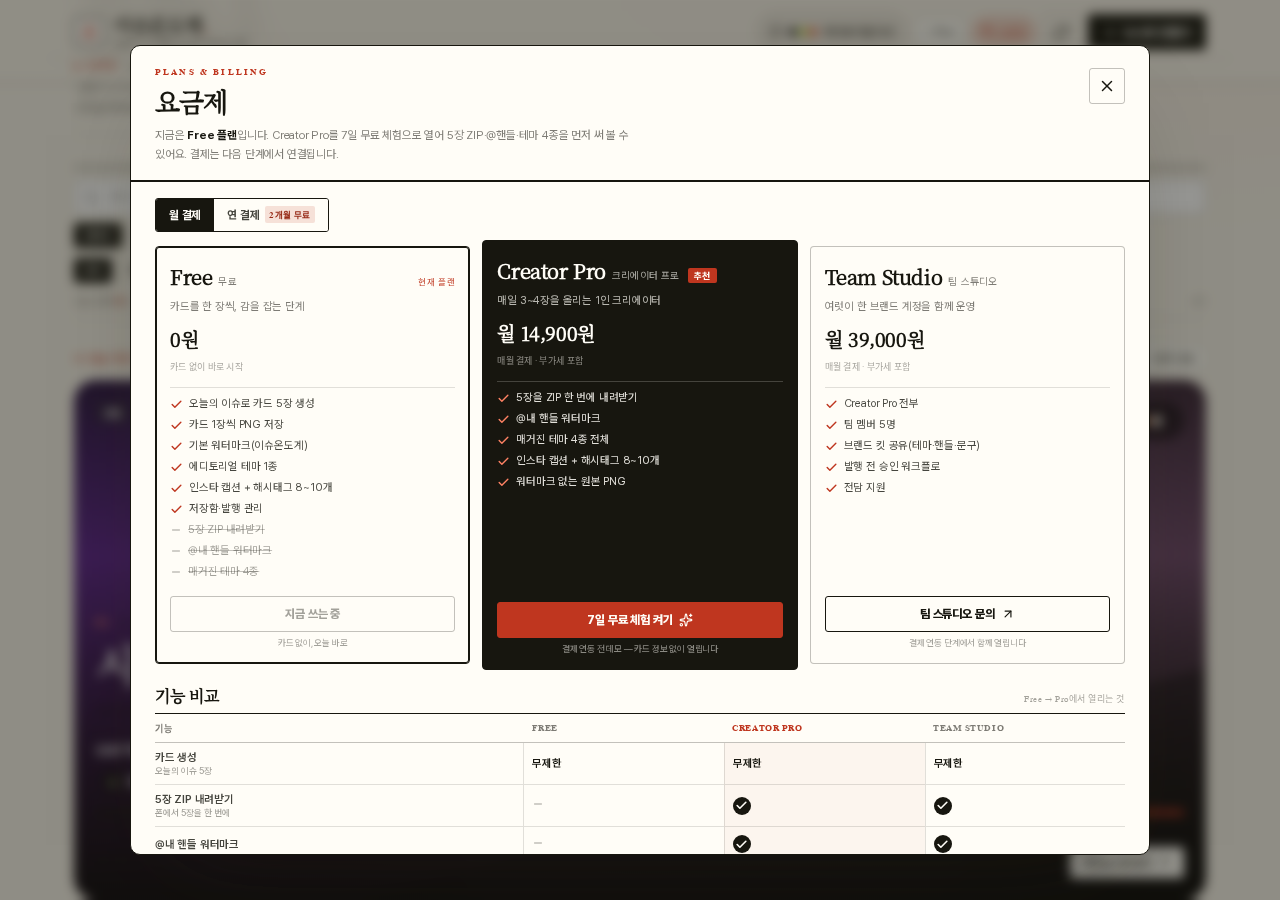 PLANS & BILLING
요금제
지금은 Free 플랜입니다. Creator Pro를 7일 무료 체험으로 열어 5장 ZIP·@핸들·테마 4종을 먼저 써 볼 수
있어요. 결제는 다음 단계에서 연결됩니다.
월 결제
연 결제 2개월 무료
Free 무료
현재 플랜
카드를 한 장씩, 감을 잡는 단계
0원
카드 없이 바로 시작
오늘의 이슈로 카드 5장 생성
카드 1장씩 PNG 저장
기본 워터마크(이슈온도계)
에디토리얼 테마 1종
인스타 캡션 + 해시태그 8~10개
저장함·발행 관리
5장 ZIP 내려받기
@내 핸들 워터마크
매거진 테마 4종
지금 쓰는 중
카드 없이, 오늘 바로
Creator Pro 크리에이터 프로 추천
매일 3~4장을 올리는 1인 크리에이터
월 14,900원
매월 결제 · 부가세 포함
5장을 ZIP 한 번에 내려받기
@내 핸들 워터마크
매거진 테마 4종 전체
인스타 캡션 + 해시태그 8~10개
워터마크 없는 원본 PNG
7일 무료 체험 켜기
결제 연동 전 데모 — 카드 정보 없이 열립니다
Team Studio 팀 스튜디오
여럿이 한 브랜드 계정을 함께 운영
월 39,000원
매월 결제 · 부가세 포함
Creator Pro 전부
팀 멤버 5명
브랜드 킷 공유(테마·핸들·문구)
발행 전 승인 워크플로
전담 지원
팀 스튜디오 문의
결제 연동 단계에서 함께 열립니다
기능 비교
Free → Pro에서 열리는 것
기능 FREE CREATOR PRO TEAM STUDIO
카드 생성 무제한 무제한 무제한
오늘의 이슈 5장
5장 ZIP 내려받기
폰에서 5장을 한 번에
@내 핸들 워터마크